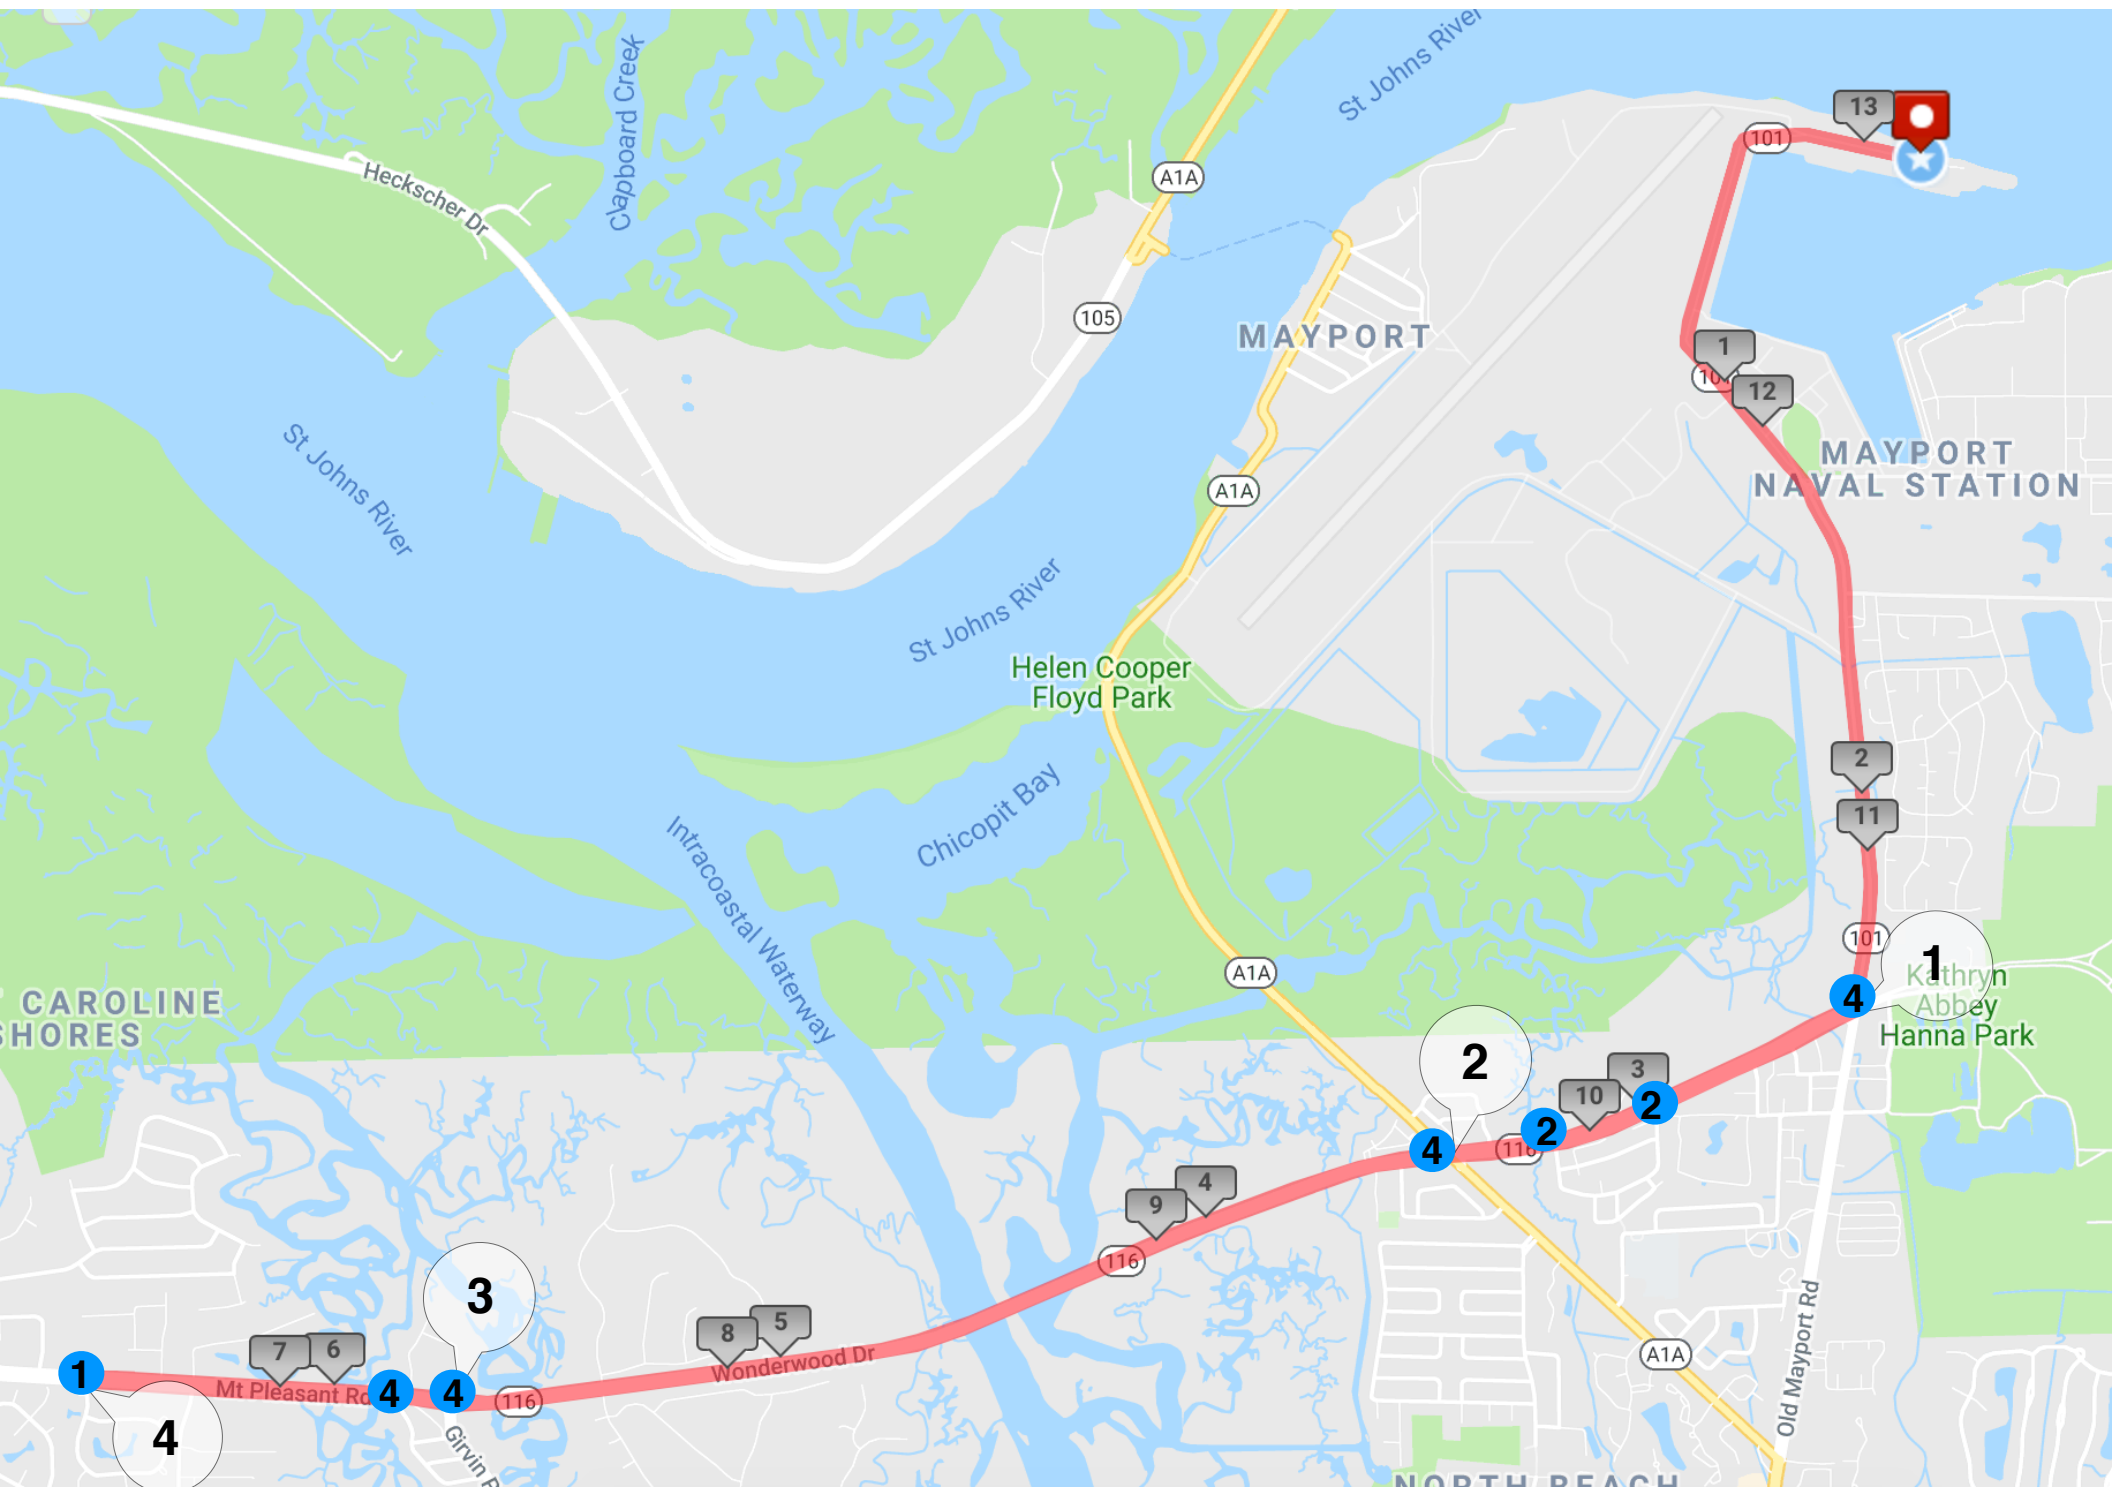 St Johns River
Clapboard Creek
13
101
Heckscher Dr
A1A
105
MAYPORT
1
12
St Johns River
A1A
MAYPORT
NAVAL STATION
St Johns River
Helen Cooper
Floyd Park
2
Chicopit Bay
11
Intracoastal Waterway
101
1
Kathryn
Abbey
Hanna Park
A1A
4
CAROLINE
SHORES
2
3
10
2
2
4
116
9
4
116
3
5
8
Wonderwood Dr
7
6
1
Mt Pleasant Rd
4
4
116
A1A
Old Mayport Rd
4
Girvin
NORTH BEACH